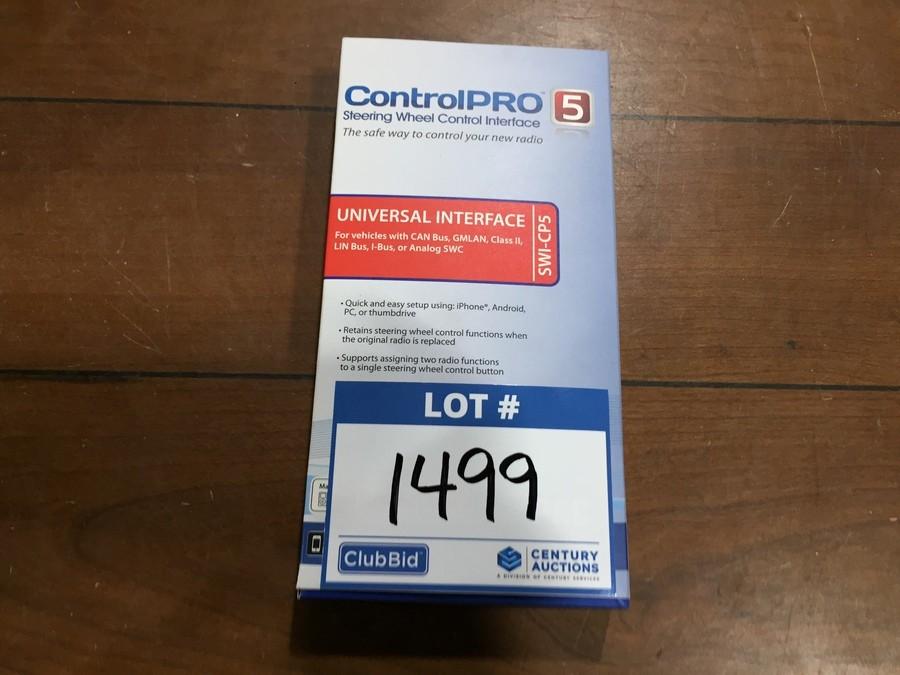 ControlPRO™ 5
Steering Wheel Control Interface
The safe way to control your new radio
UNIVERSAL INTERFACE
For vehicles with CAN Bus, GMLAN, Class II,
LIN Bus, I-Bus, or Analog SWC
SWI-CP5
• Quick and easy setup using: iPhone®, Android,
PC, or thumbdrive
• Retains steering wheel control functions when
the original radio is replaced
• Supports assigning two radio functions
to a single steering wheel control button
LOT #
1499
ClubBid
CENTURY
AUCTIONS
A DIVISION OF CENTURY SERVICES